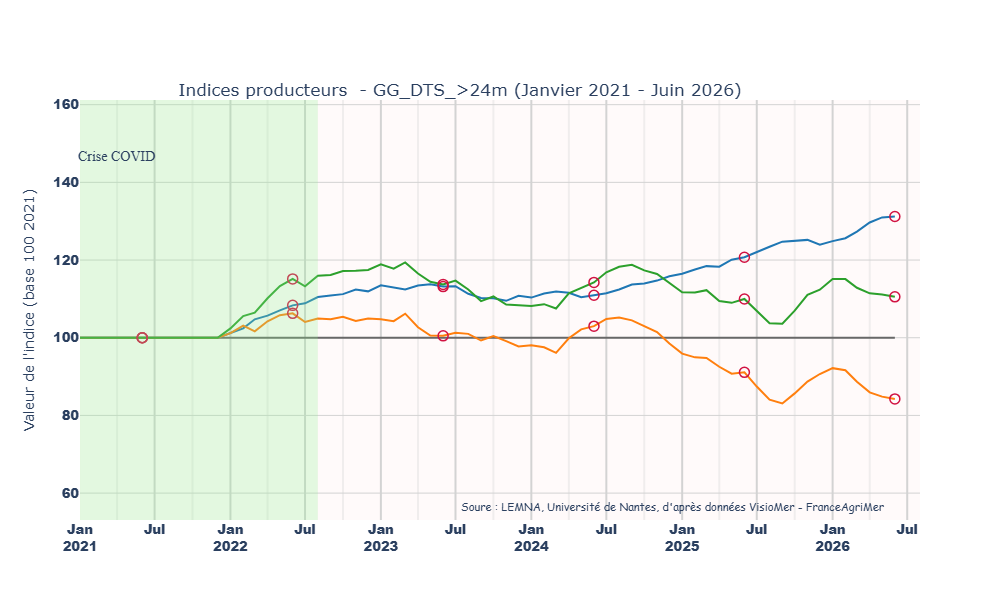 Indices producteurs  - GG_DTS_>24m (Janvier 2021 - Juin 2026)
Valeur de l'Indice (base 100 2021)
160
140
120
100
80
60
Crise COVID
Soure : LEMNA, Université de Nantes, d'après données VisioMer - FranceAgriMer
Jan Jul Jan Jul Jan Jul Jan Jul Jan Jul Jan Jul
2021 2022 2023 2024 2025 2026